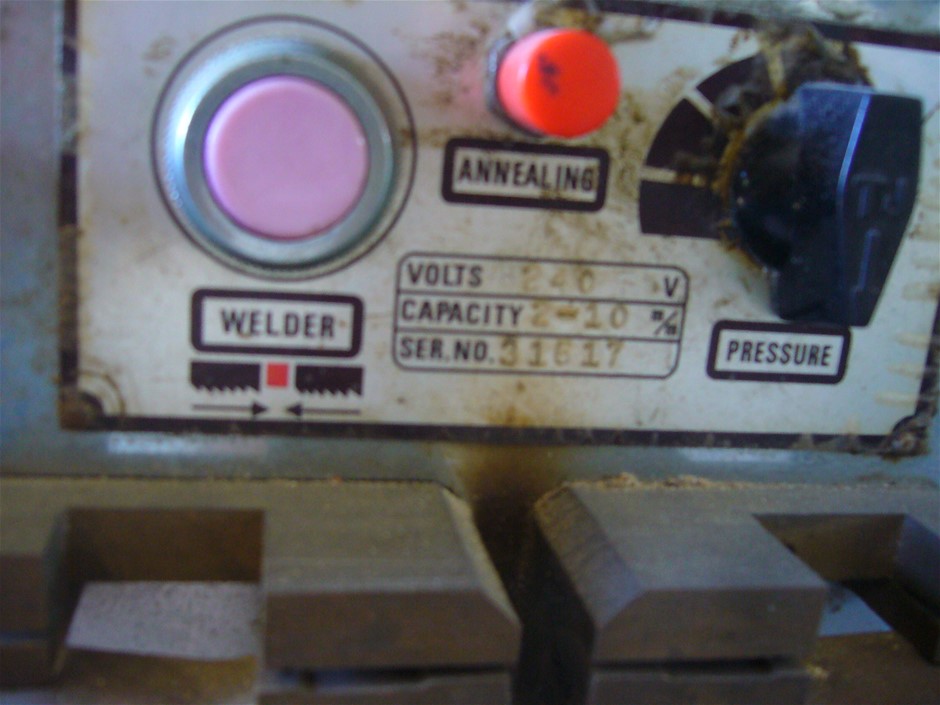 ANNEALING
VOLTS 240 V
CAPACITY 2-10 m/m
SER.NO. 31617
WELDER
PRESSURE